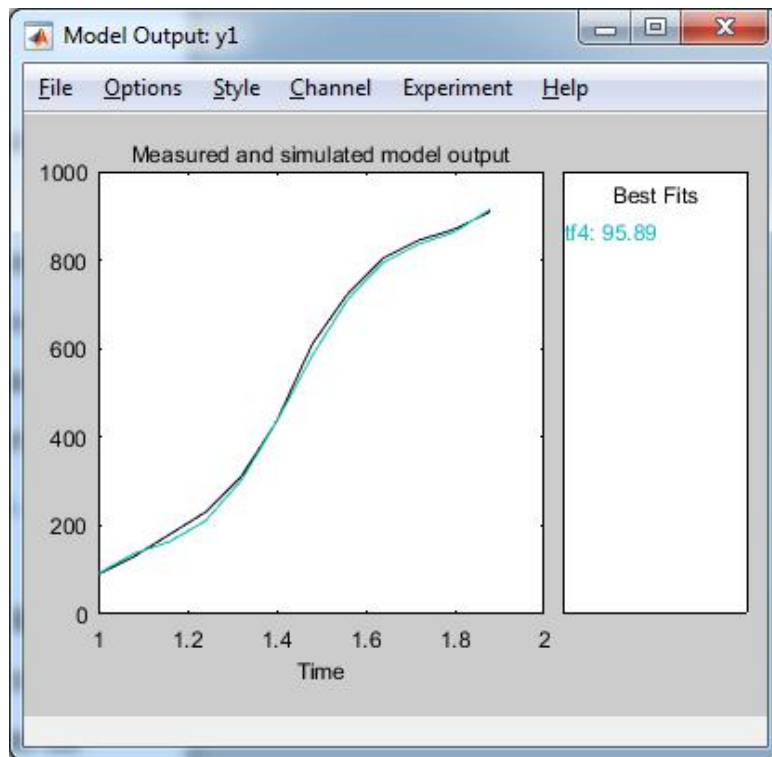 Model Output: y1
File Options Style Channel Experiment Help
Measured and simulated model output
1000
800
600
400
200
0
1 1.2 1.4 1.6 1.8 2
Time
Best Fits
tf4: 95.89